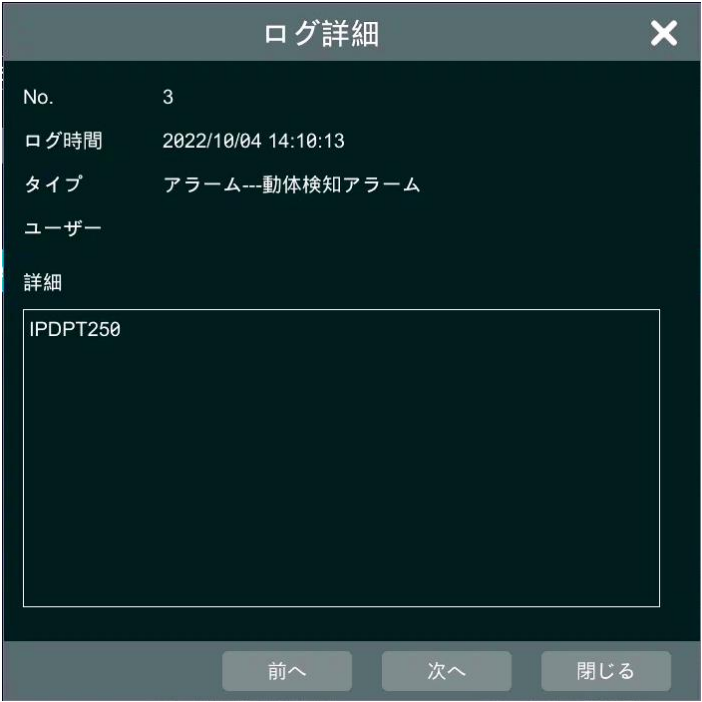 ログ詳細
No. 3
ログ時間 2022/10/04 14:10:13
タイプ アラーム---動体検知アラーム
ユーザー
詳細
IPDPT250
前へ 次へ 閉じる